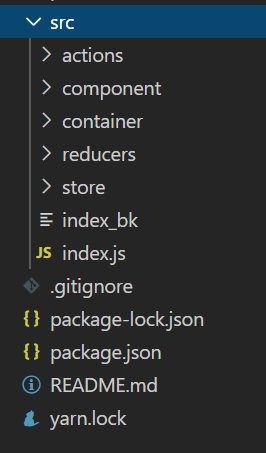 src
actions
component
container
reducers
store
index_bk
JS index.js
.gitignore
{} package-lock.json
{} package.json
README.md
yarn.lock